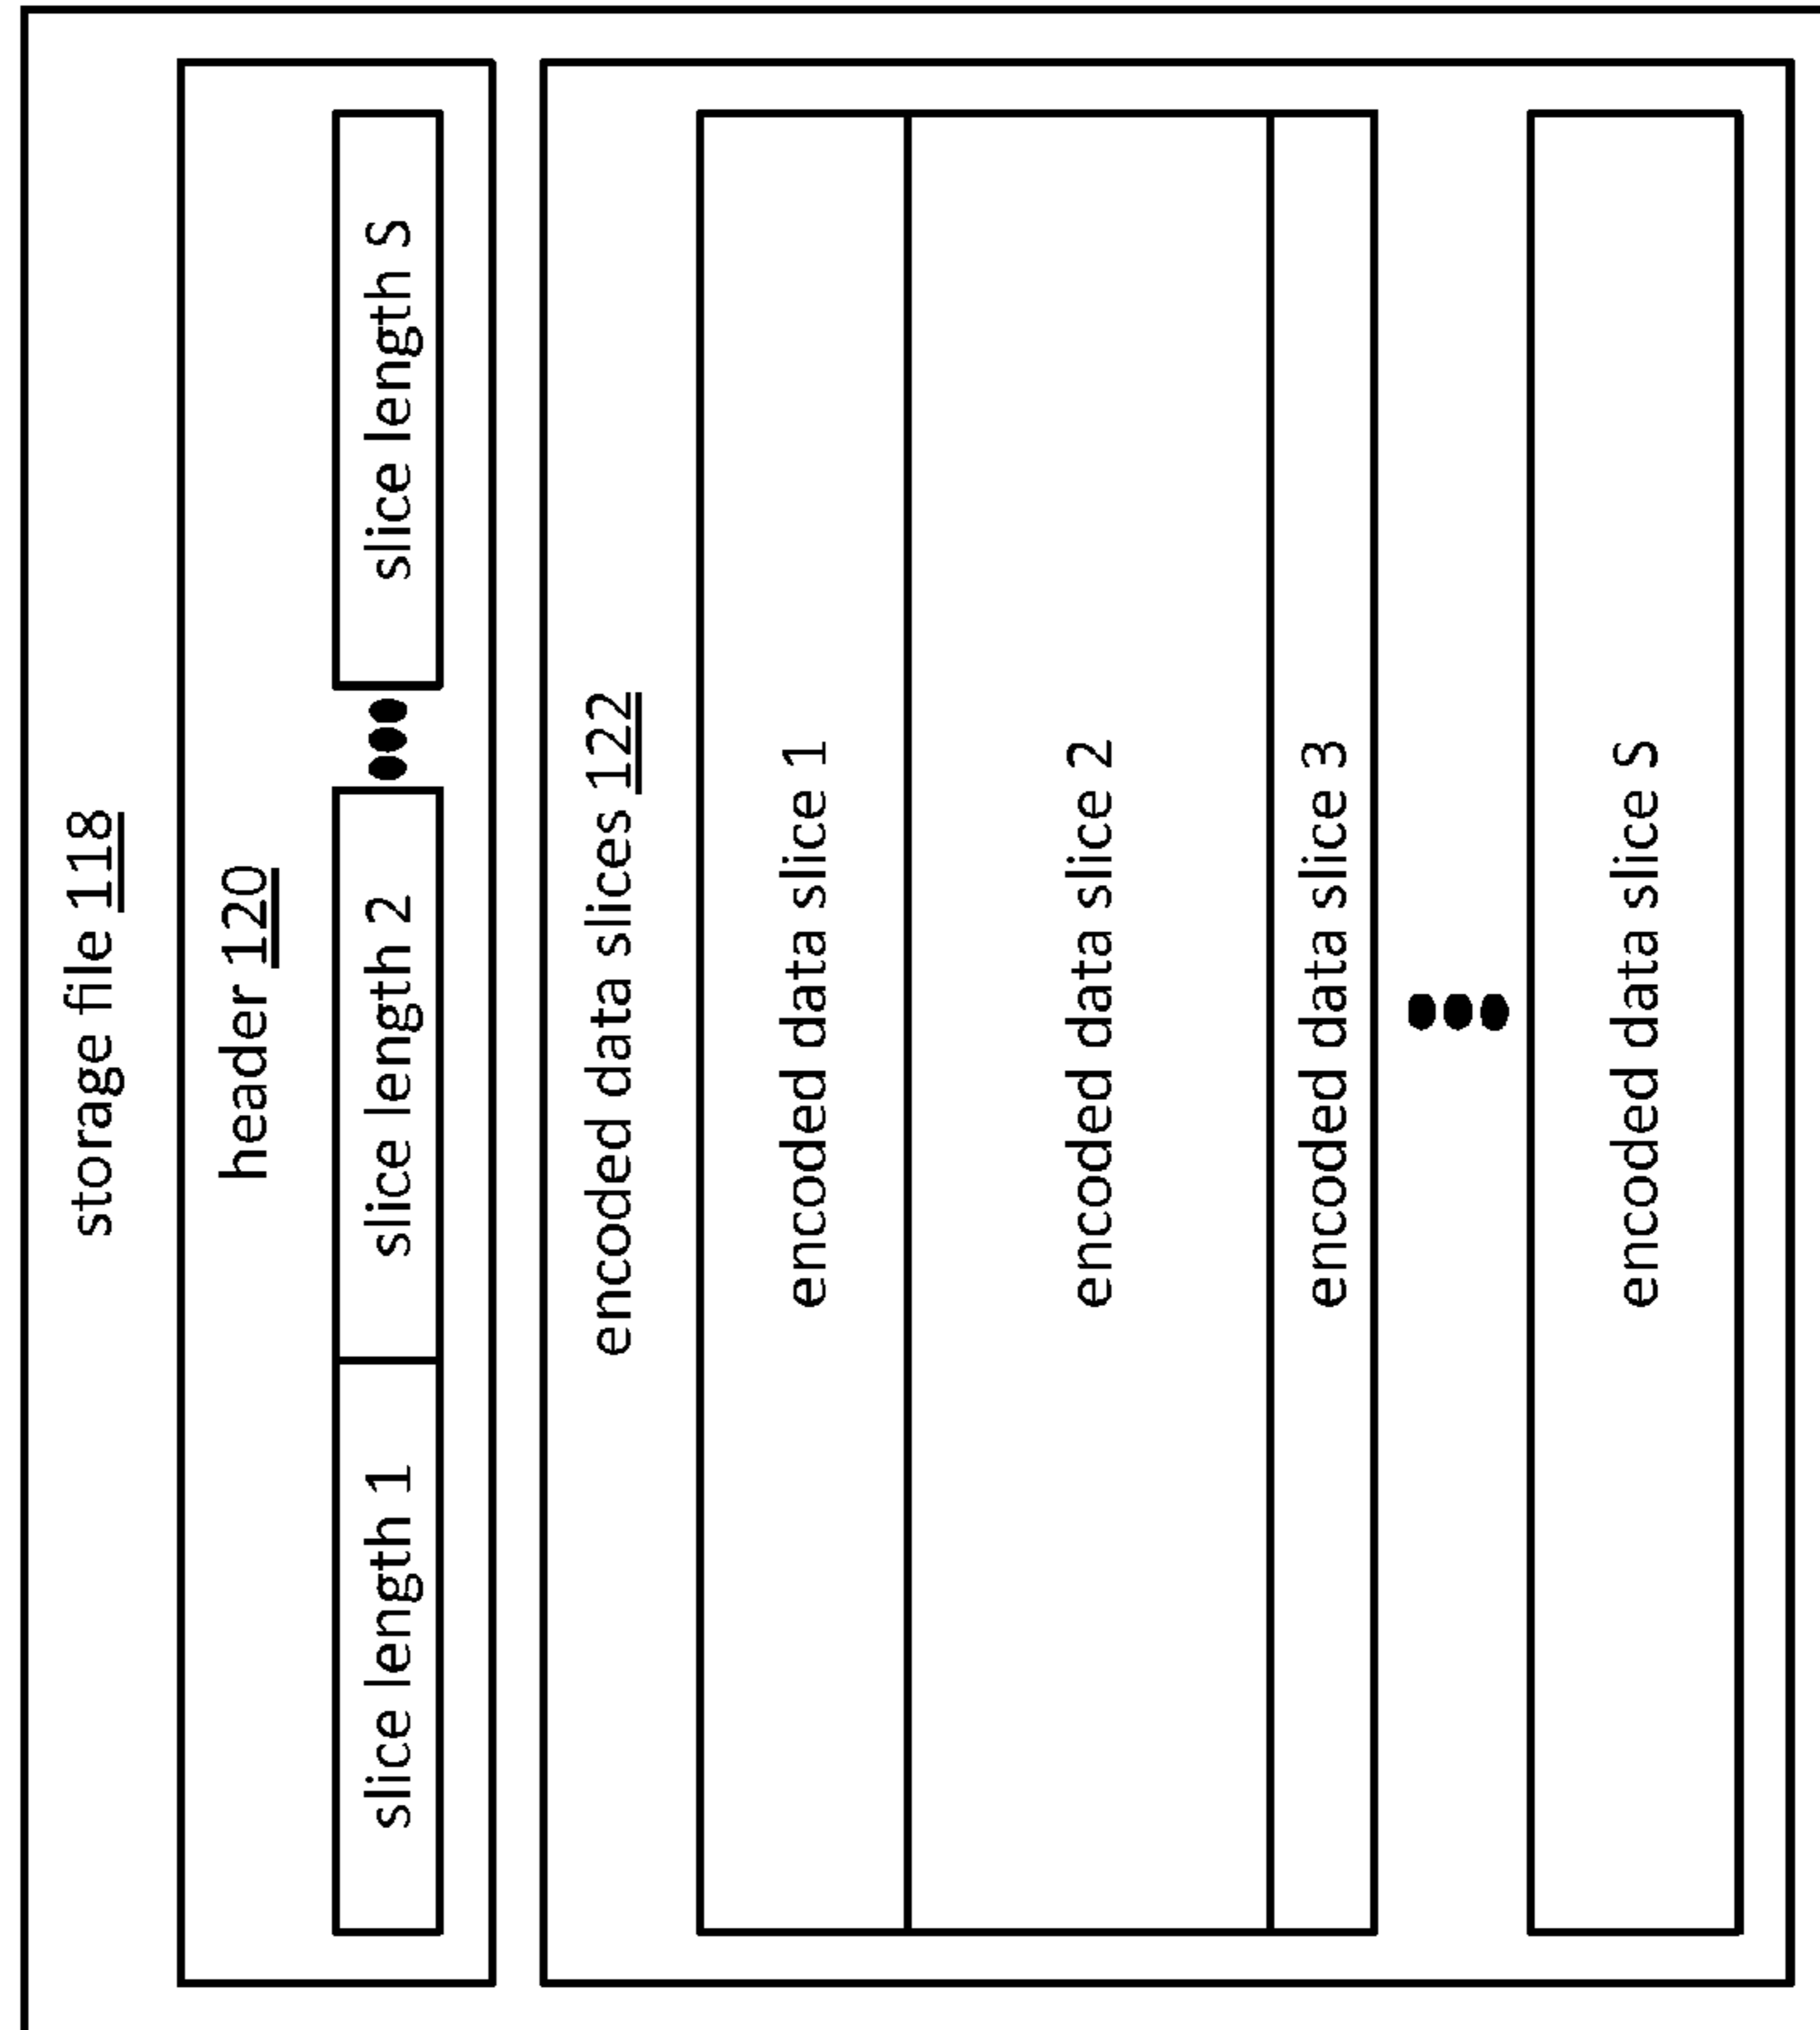 storage file 118
header 120
slice length 1
slice length 2
slice length S
encoded data slices 122
encoded data slice 1
encoded data slice 2
encoded data slice 3
encoded data slice S